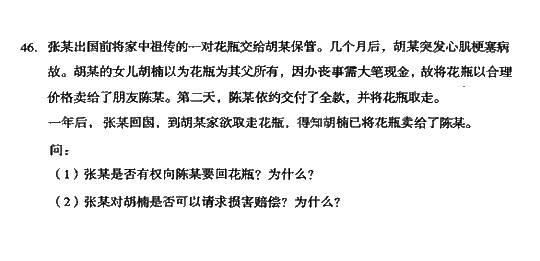 46. 张某出国前将家中祖传的一对花瓶交给胡某保管。几个月后，胡某突发心肌梗塞病
故。胡某的女儿胡楠以为花瓶为其父所有，因办丧事需大笔现金，故将花瓶以合理
价格卖给了朋友陈某。第二天，陈某依约交付了全款，并将花瓶取走。
一年后，张某回国，到胡某家欲取走花瓶，得知胡楠已将花瓶卖给了陈某。
问：
（1）张某是否有权向陈某要回花瓶？为什么？
（2）张某对胡楠是否可以请求损害赔偿？为什么？